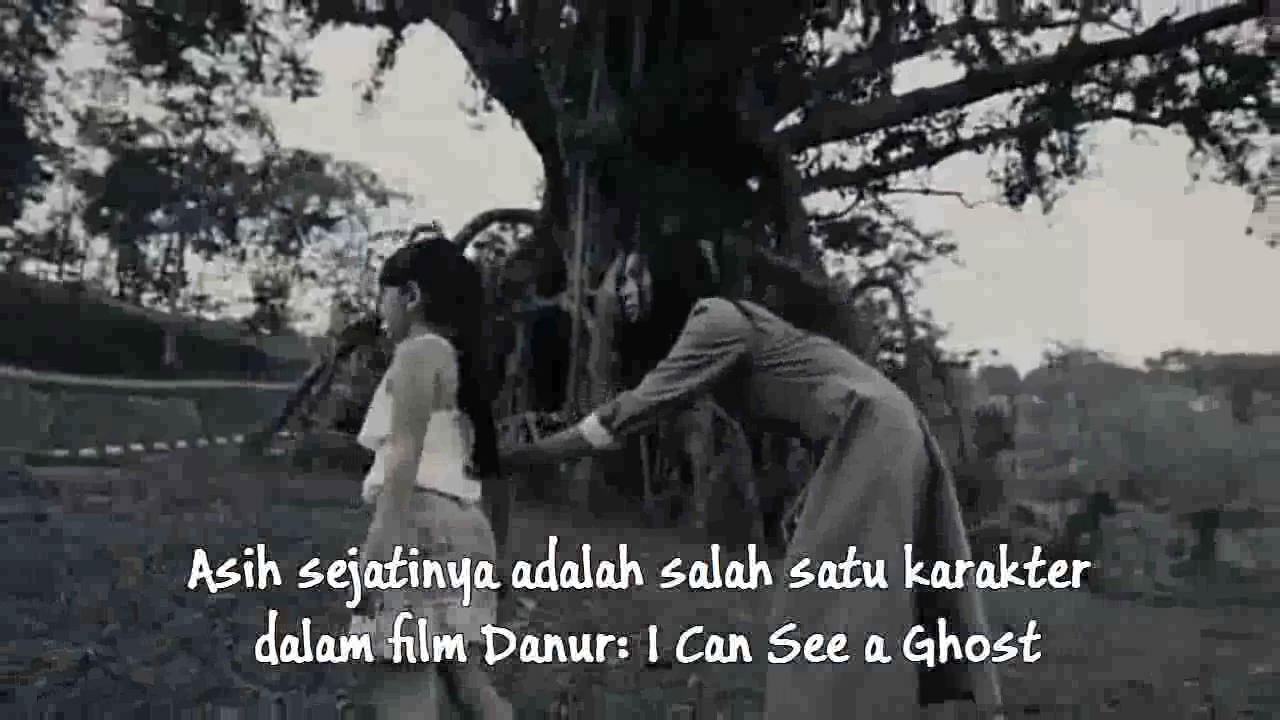 Asih sejatinya adalah salah satu karakter
dalam film Danur: I Can See a Ghost